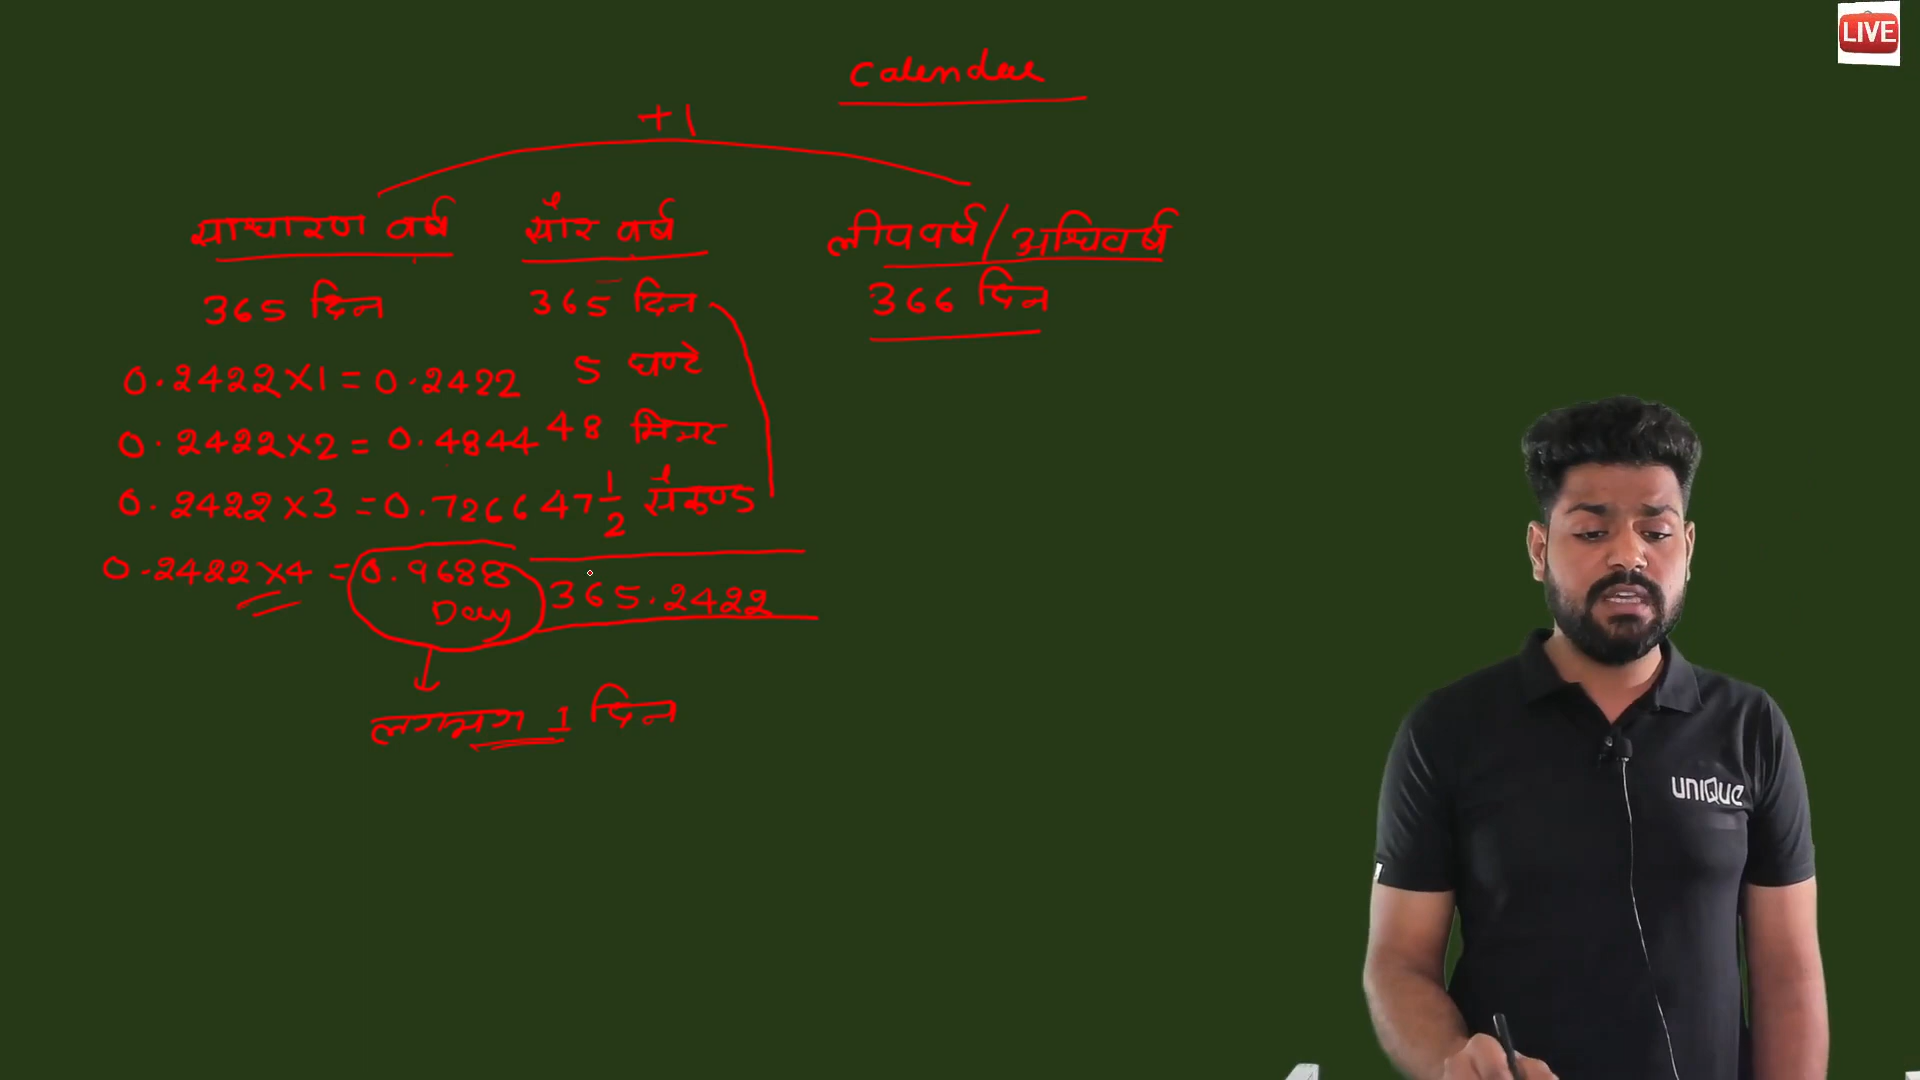 LIVE
Calendar
+1
साधारण वर्ष
सौर वर्ष
लीपवर्ष/अधिवर्ष
365 दिन
365 दिन
366 दिन
0.2422×1=0.2422
5 घण्टे
0.2422×2=0.4844
48 मिनट
0.2422×3=0.7266
47 1/2 सैकण्ड
0.2422×4=0.9688
Day
365.2422
लगभग 1 दिन
UNIQUE